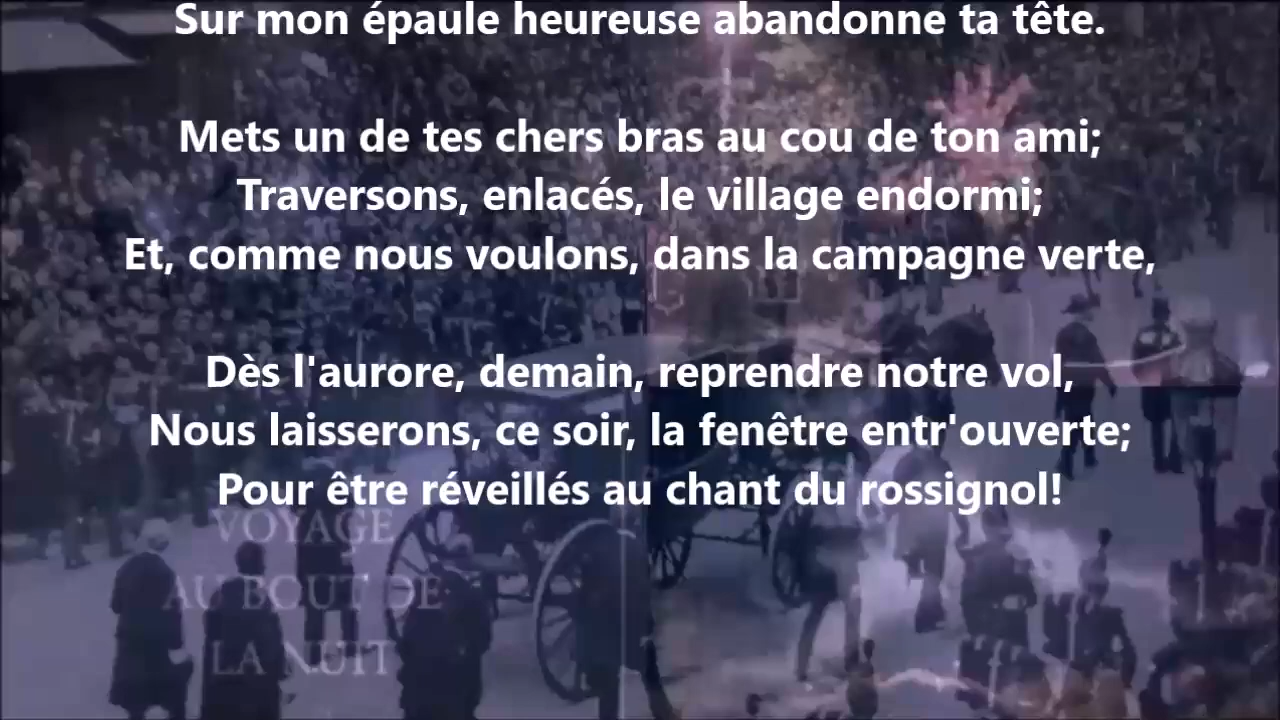 Sur mon épaule heureuse abandonne ta tête.
Mets un de tes chers bras au cou de ton ami;
Traversons, enlacés, le village endormi;
Et, comme nous voulons, dans la campagne verte,
Dès l'aurore, demain, reprendre notre vol,
Nous laisserons, ce soir, la fenêtre entr'ouverte;
Pour être réveillés au chant du rossignol!
VOYAGE
AU BOUT DE
LA NUIT